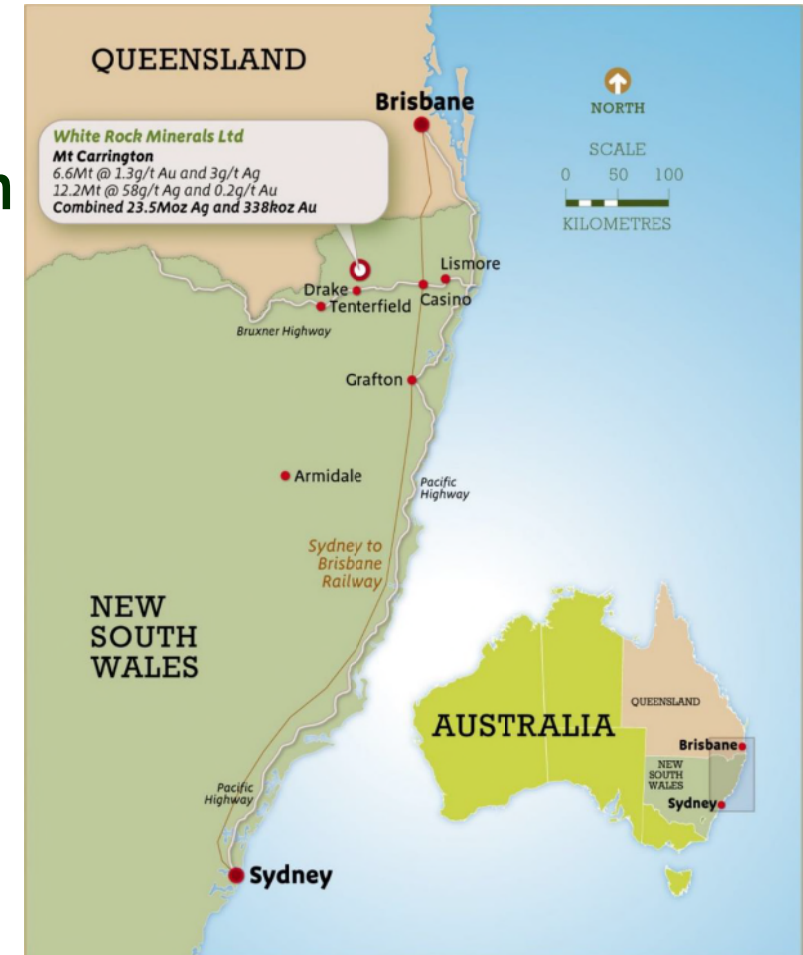 QUEENSLAND
Brisbane
NORTH
SCALE
0 50 100
KILOMETRES
White Rock Minerals Ltd
Mt Carrington
6.6Mt @ 1.3g/t Au and 3g/t Ag
12.2Mt @ 58g/t Ag and 0.2g/t Au
Combined 23.5Moz Ag and 338koz Au
n
Lismore
Drake
Casino
Tenterfield
Bruxner Highway
Grafton
Armidale
Pacific
Highway
Sydney to
Brisbane
Railway
NEW
SOUTH
WALES
Pacific
Highway
Sydney
QUEENSLAND
AUSTRALIA
Brisbane
NEW
SOUTH
WALES
Sydney